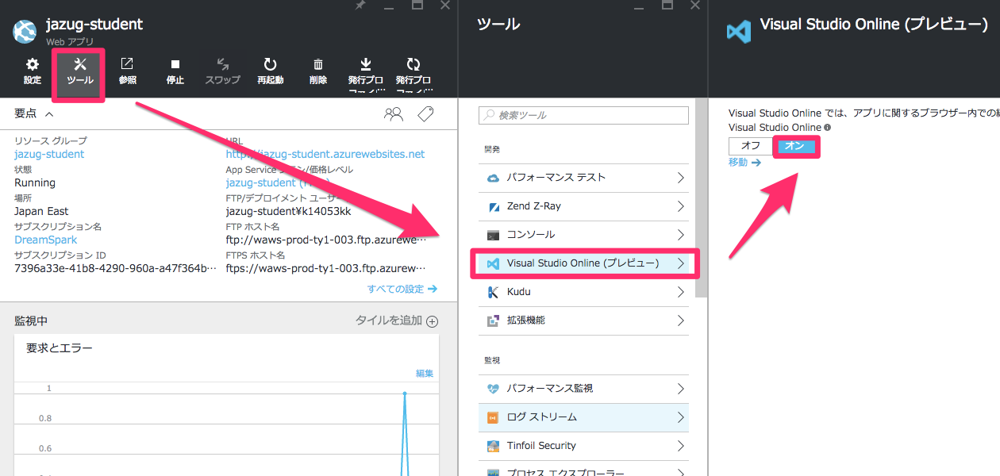 jazug-student
Web アプリ
設定
ツール
参照
停止
スワップ
再起動
削除
発行プロ
ファイ
発行プロ
ファイ
要点
リソース グループ
jazug-student
状態
Running
場所
Japan East
サブスクリプション名
DreamSpark
サブスクリプション ID
7396a33e-41b8-4290-960a-a47f364b…
URL
http://jazug-student.azurewebsites.net
App Service プラン/価格レベル
jazug-student
FTP/デプロイメント ユーザー
jazug-student¥k14053kk
FTP ホスト名
ftp://waws-prod-ty1-003.ftp.azurewe…
FTPS ホスト名
ftps://waws-prod-ty1-003.ftp.azurew…
すべての設定
監視中
タイルを追加
要求とエラー
編集
1
0.8
0.6
ツール
検索ツール
開発
パフォーマンス テスト
Zend Z-Ray
コンソール
Visual Studio Online (プレビュー)
Kudu
拡張機能
監視
パフォーマンス監視
ログ ストリーム
Tinfoil Security
プロセス エクスプローラー
Visual Studio Online (プレビュー)
Visual Studio Online では、アプリに関するブラウザー内での
Visual Studio Online
オフ
オン
移動